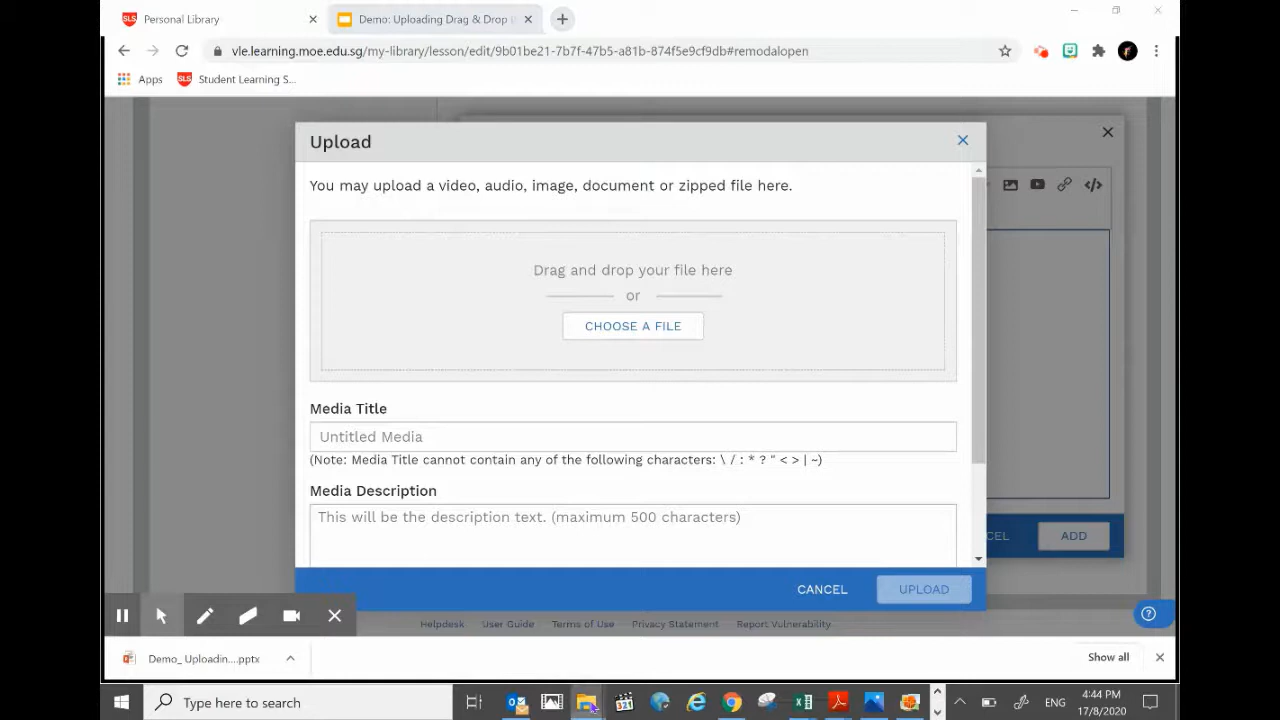 SLS Personal Library
Demo: Uploading Drag & Drop
vle.learning.moe.edu.sg/my-library/lesson/edit/9b01be21-7b7f-47b5-a81b-874f5e9cf9db#remodalopen
Apps SLS Student Learning S...
Upload
You may upload a video, audio, image, document or zipped file here.
Drag and drop your file here
or
CHOOSE A FILE
Media Title
Untitled Media
(Note: Media Title cannot contain any of the following characters: \ / : * ? " < > | ~)
Media Description
This will be the description text. (maximum 500 characters)
CEL ADD
CANCEL UPLOAD
Helpdesk User Guide Terms of Use Privacy Statement Report Vulnerability
Demo_ Uploadin....pptx Show all
Type here to search
ENG
4:44 PM
17/8/2020